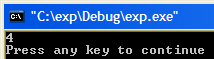 "C:\exp\Debug\exp.exe"
4
Press any key to continue